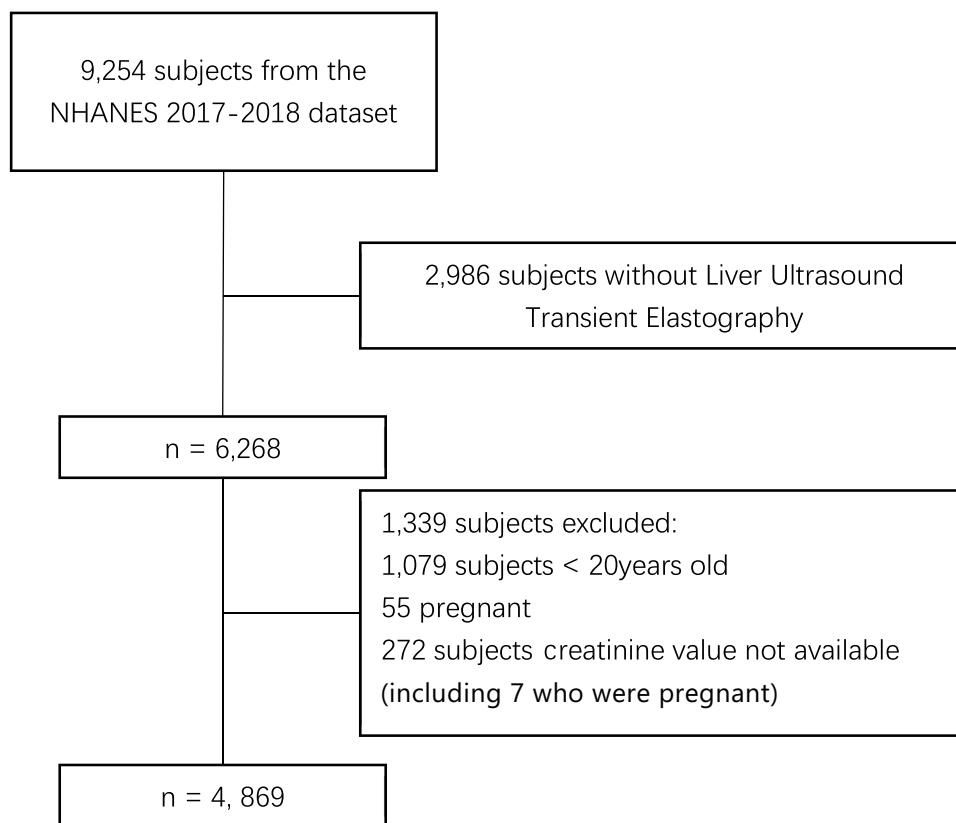 9,254 subjects from the
NHANES 2017-2018 dataset
2,986 subjects without Liver Ultrasound
Transient Elastography
n = 6,268
1,339 subjects excluded:
1,079 subjects < 20years old
55 pregnant
272 subjects creatinine value not available
(including 7 who were pregnant)
n = 4, 869